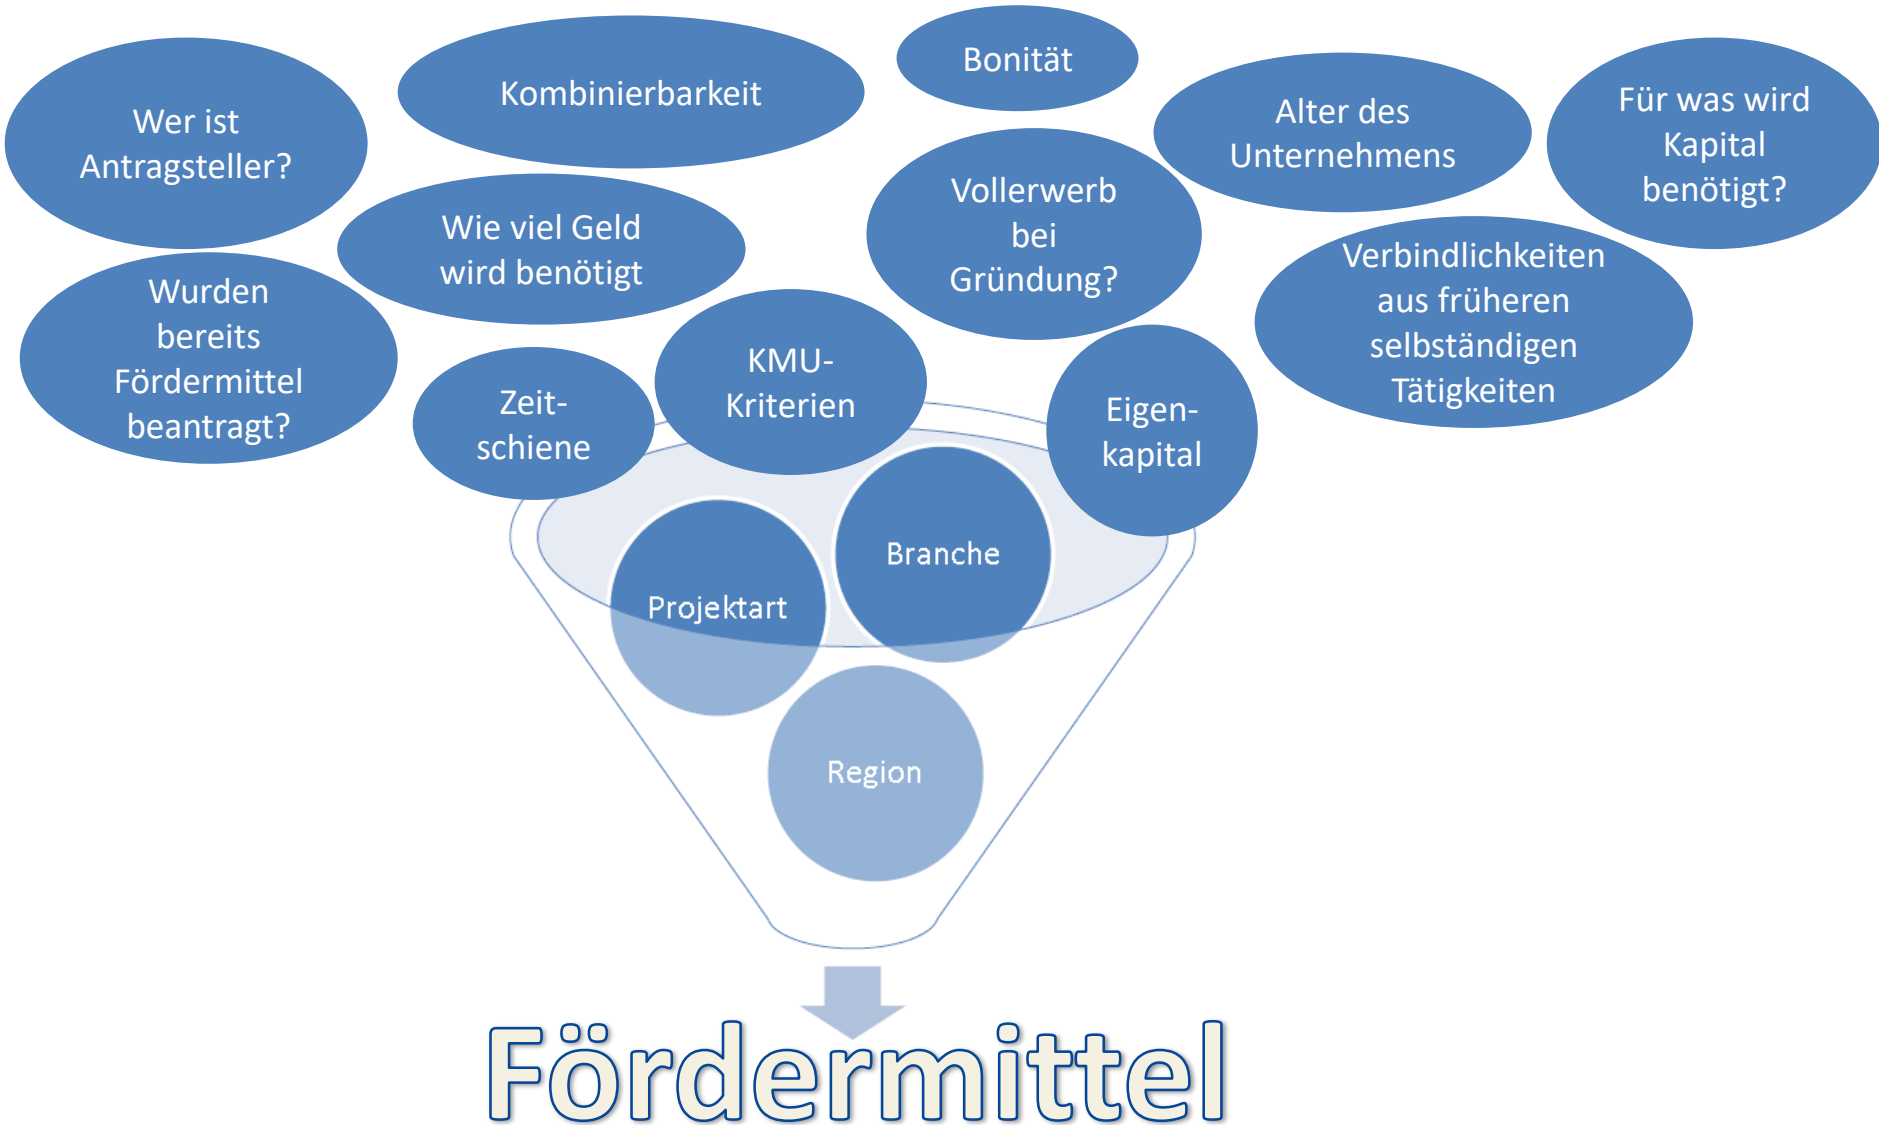 Wer ist
Antragsteller?
Kombinierbarkeit
Bonität
Alter des
Unternehmens
Für was wird
Kapital
benötigt?
Wie viel Geld
wird benötigt
Vollerwerb
bei
Gründung?
Verbindlichkeiten
aus früheren
selbständigen
Tätigkeiten
Wurden
bereits
Fördermittel
beantragt?
Zeit-
schiene
KMU-
Kriterien
Eigen-
kapital
Branche
Projektart
Region
Fördermittel